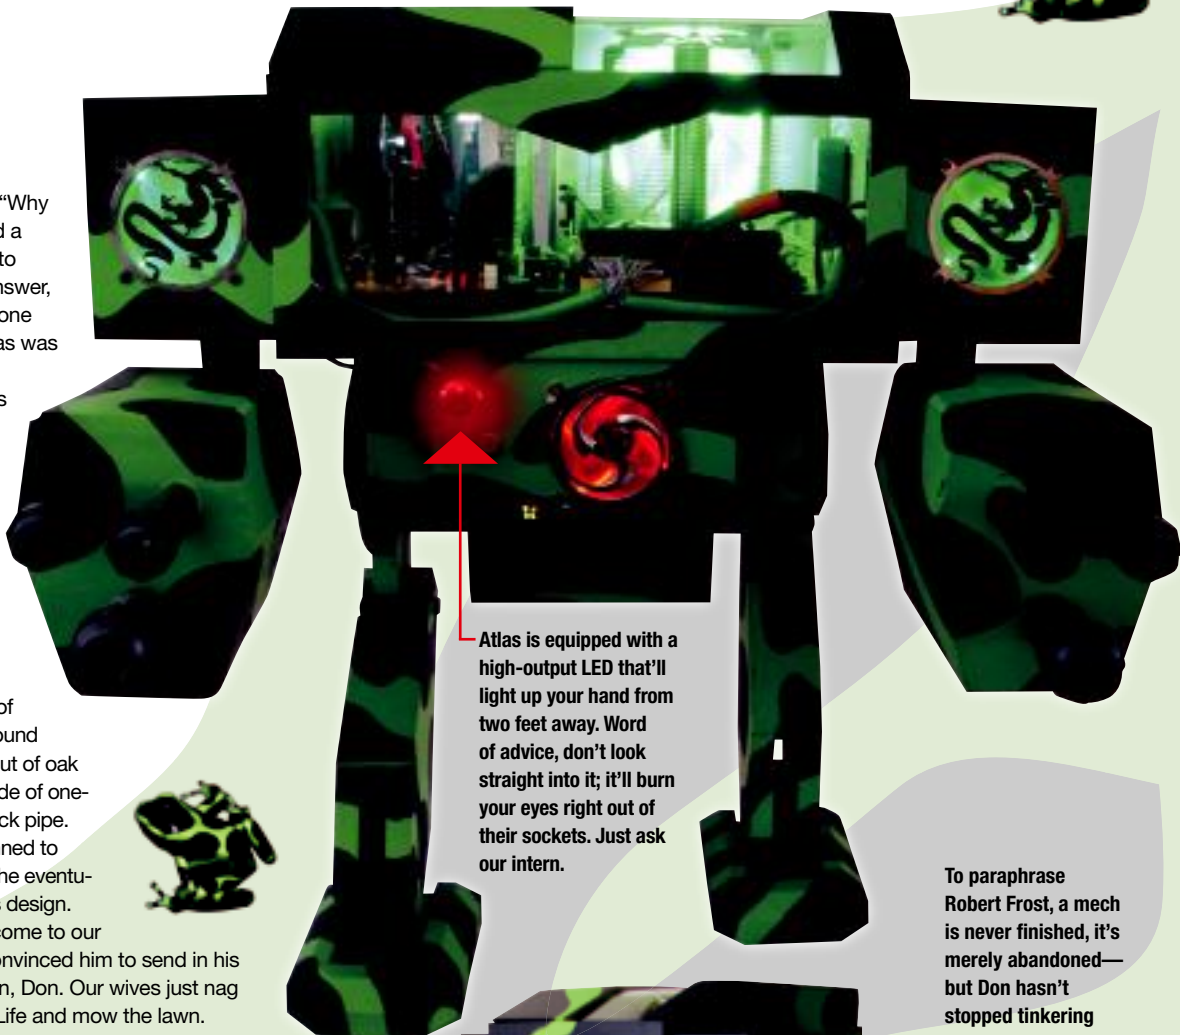 “Why
d a
to
nswer,
one
as was
s
of
ound
ut of oak
de of one-
ck pipe.
nned to
he eventu-
s design.
come to our
onvinced him to send in his
n, Don. Our wives just nag
Life and mow the lawn.
Atlas is equipped with a
high-output LED that’ll
light up your hand from
two feet away. Word
of advice, don’t look
straight into it; it’ll burn
your eyes right out of
their sockets. Just ask
our intern.
To paraphrase
Robert Frost, a mech
is never finished, it’s
merely abandoned—
but Don hasn’t
stopped tinkering